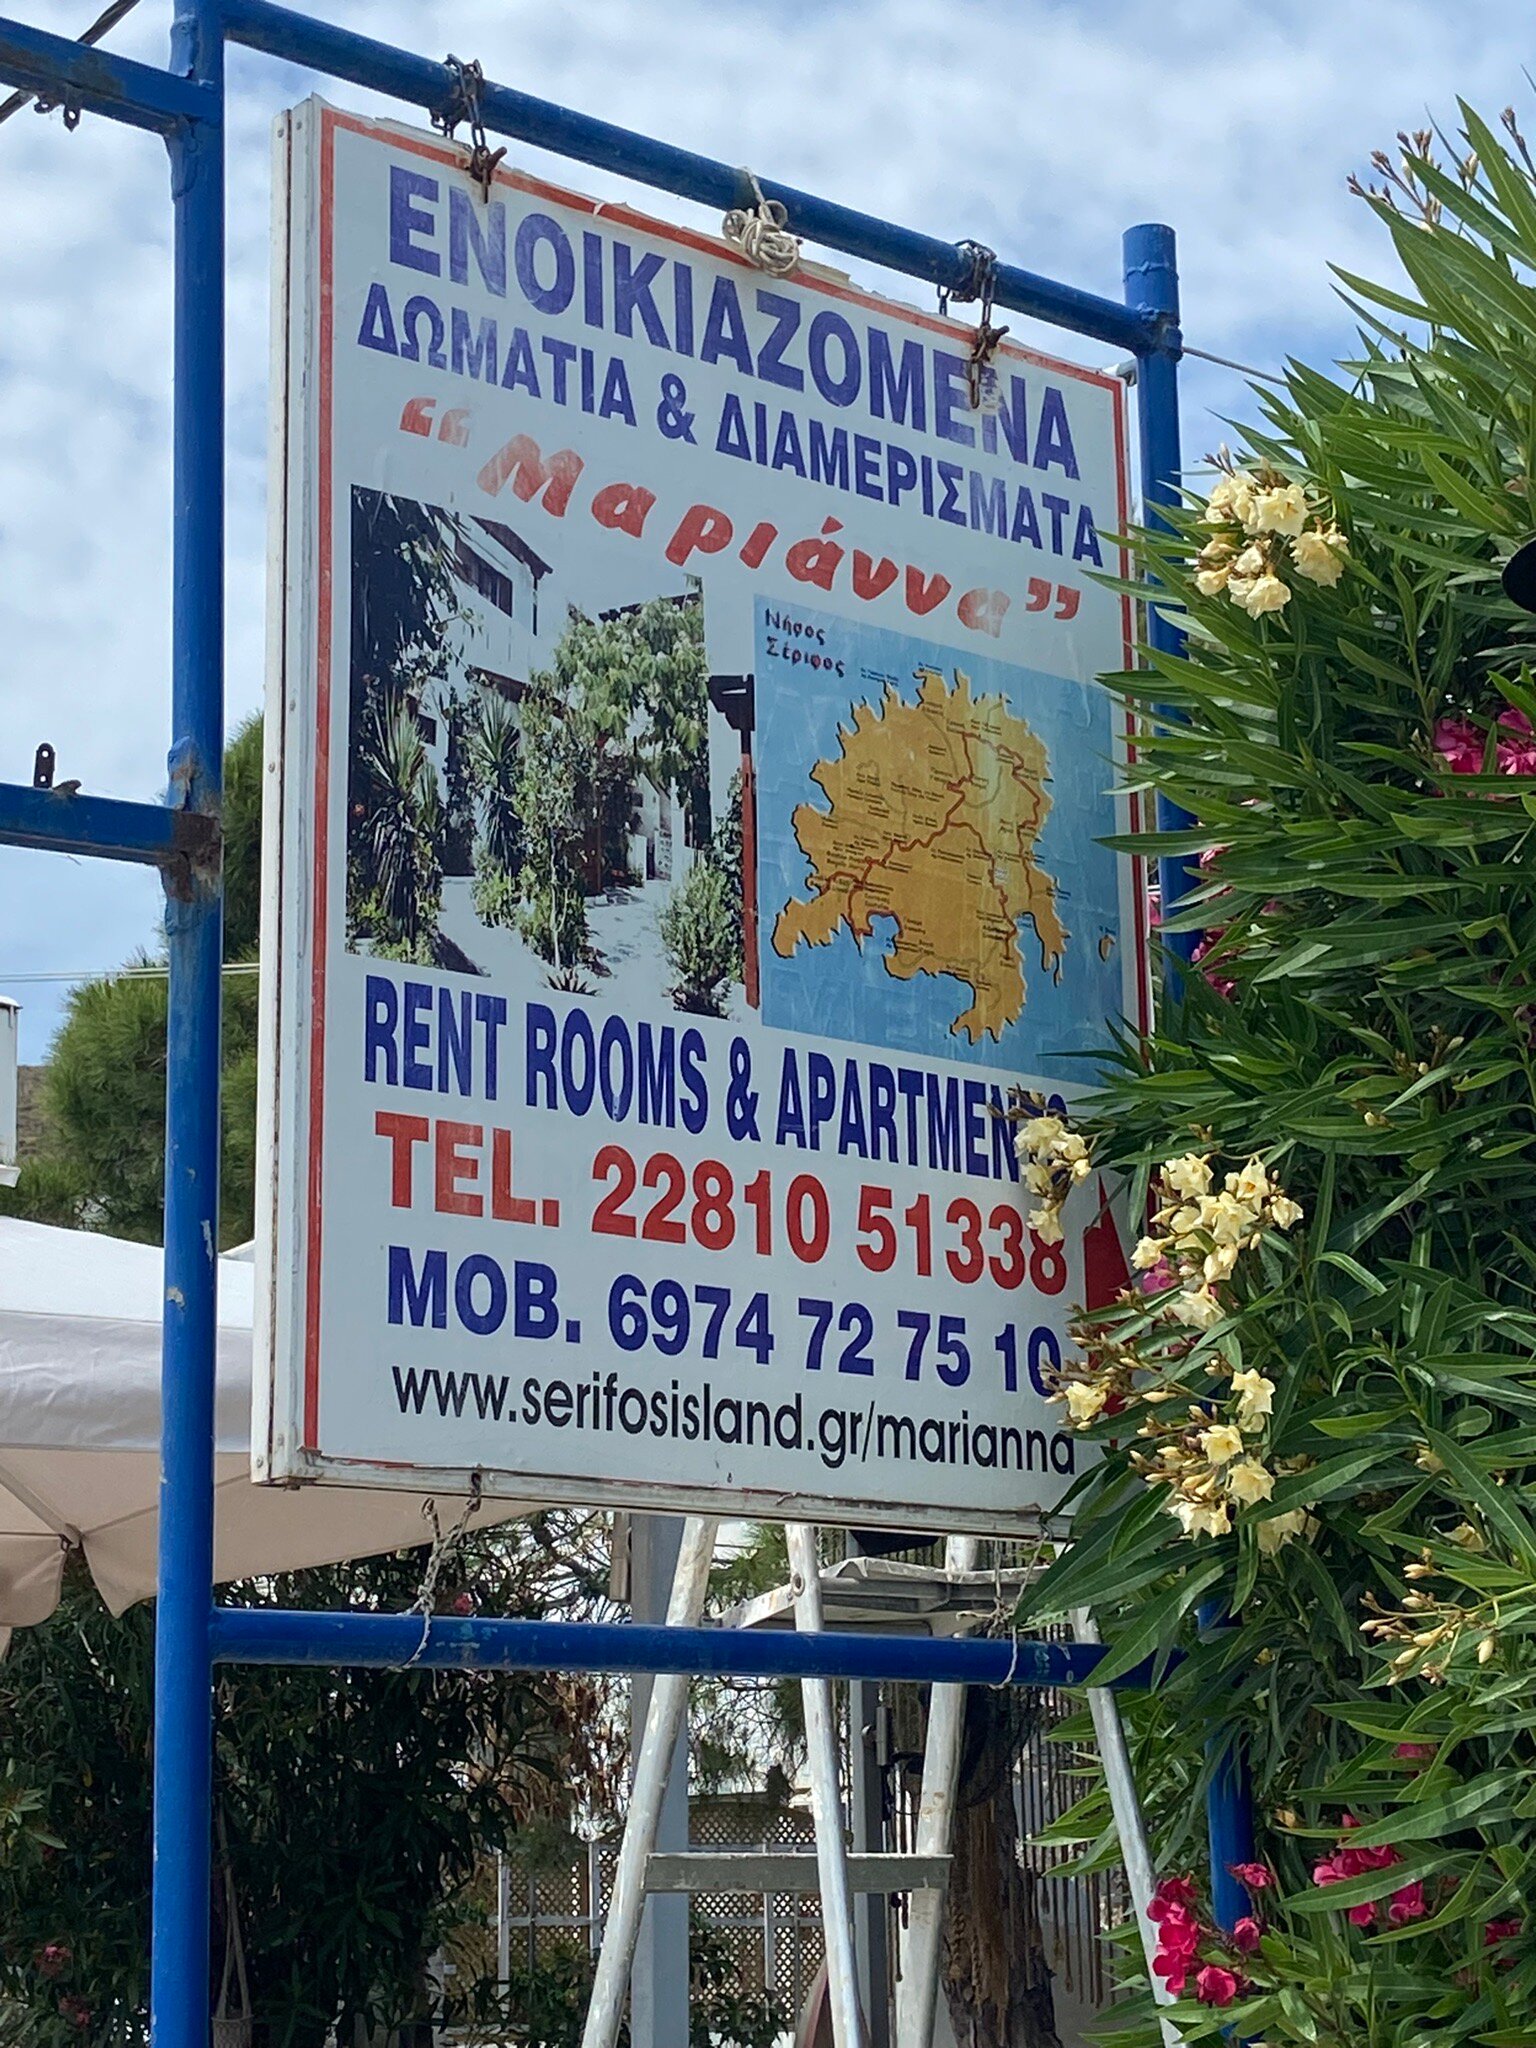 ΕΝΟΙΚΙΑΖΟΜΕΝΑ
ΔΩΜΑΤΙΑ & ΔΙΑΜΕΡΙΣΜΑΤΑ
“Μαριάννα”
Νήσος
Σέριφος
RENT ROOMS & APARTMENTS
TEL. 22810 51338
MOB. 6974 72 75 10
www.serifosisland.gr/marianna